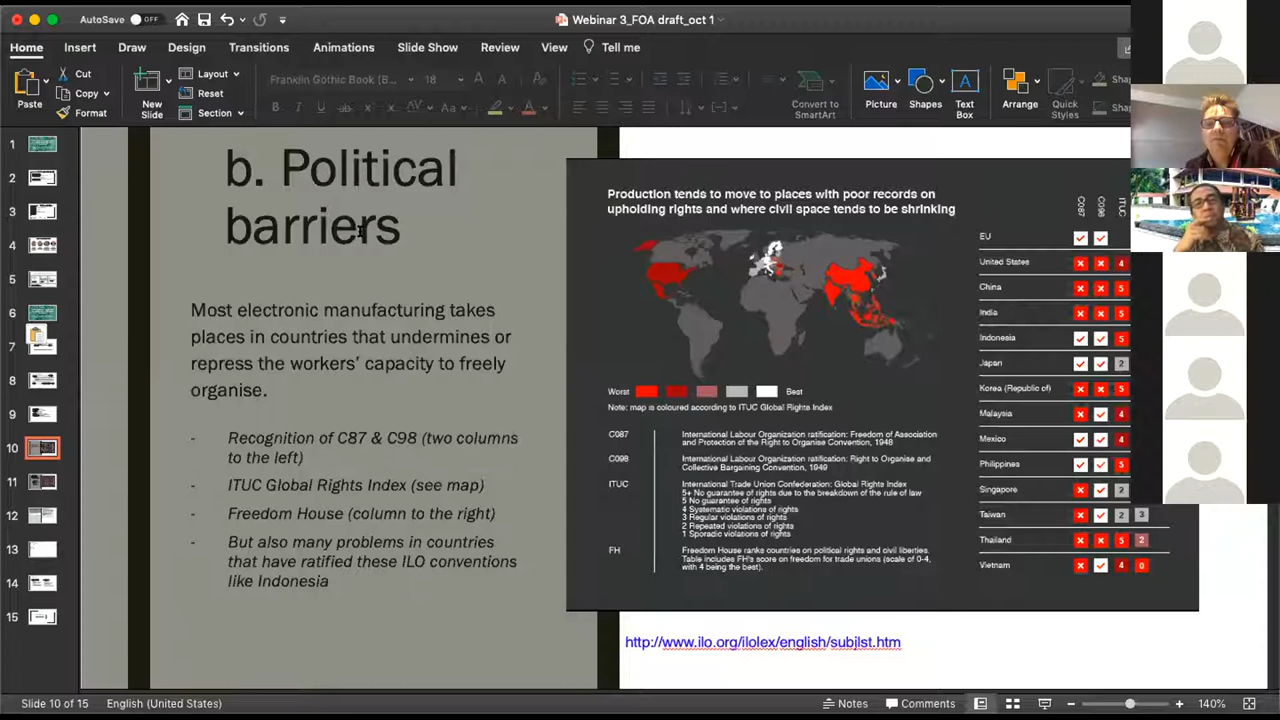 AutoSave OFF
Webinar 3_FOA draft_oct 1
Home Insert Draw Design Transitions Animations Slide Show Review View Tell me
Paste
Cut
Copy
Format
New Slide
Layout
Reset
Section
Franklin Gothic Book (B... 18
Convert to SmartArt
Picture
Shapes
Text Box
Arrange
Quick Styles
1
2
3
4
5
6
7
8
9
10
11
12
13
14
15
b. Political
barriers
Most electronic manufacturing takes
places in countries that undermines or
repress the workers' capacity to freely
organise.
- Recognition of C87 & C98 (two columns
to the left)
- ITUC Global Rights Index (see map)
- Freedom House (column to the right)
- But also many problems in countries
that have ratified these ILO conventions
like Indonesia
Production tends to move to places with poor records on
upholding rights and where civil space tends to be shrinking
Worst Best
Note: map is coloured according to ITUC Global Rights Index
C087 International Labour Organization ratification: Freedom of Association
and Protection of the Right to Organise Convention, 1948
C098 International Labour Organization ratification: Right to Organise and
Collective Bargaining Convention, 1949
ITUC International Trade Union Confederation: Global Rights Index
5+ No guarantee of rights due to the breakdown of the rule of law
5 No guarantee of rights
4 Systematic violations of rights
3 Regular violations of rights
2 Repeated violations of rights
1 Sporadic violations of rights
FH Freedom House ranks countries on political rights and civil liberties.
Table includes FH's score on freedom for trade unions (scale of 0-4,
with 4 being the best).
C087 C098 ITUC
EU
United States 4
China 5
India 5
Indonesia 5
Japan 2
Korea (Republic of) 5
Malaysia 4
Mexico 4
Philippines 5
Singapore 2
Taiwan 2 3
Thailand 5 2
Vietnam 4 0
http://www.ilo.org/ilolex/english/subjlst.htm
Slide 10 of 15 English (United States) Notes Comments 140%